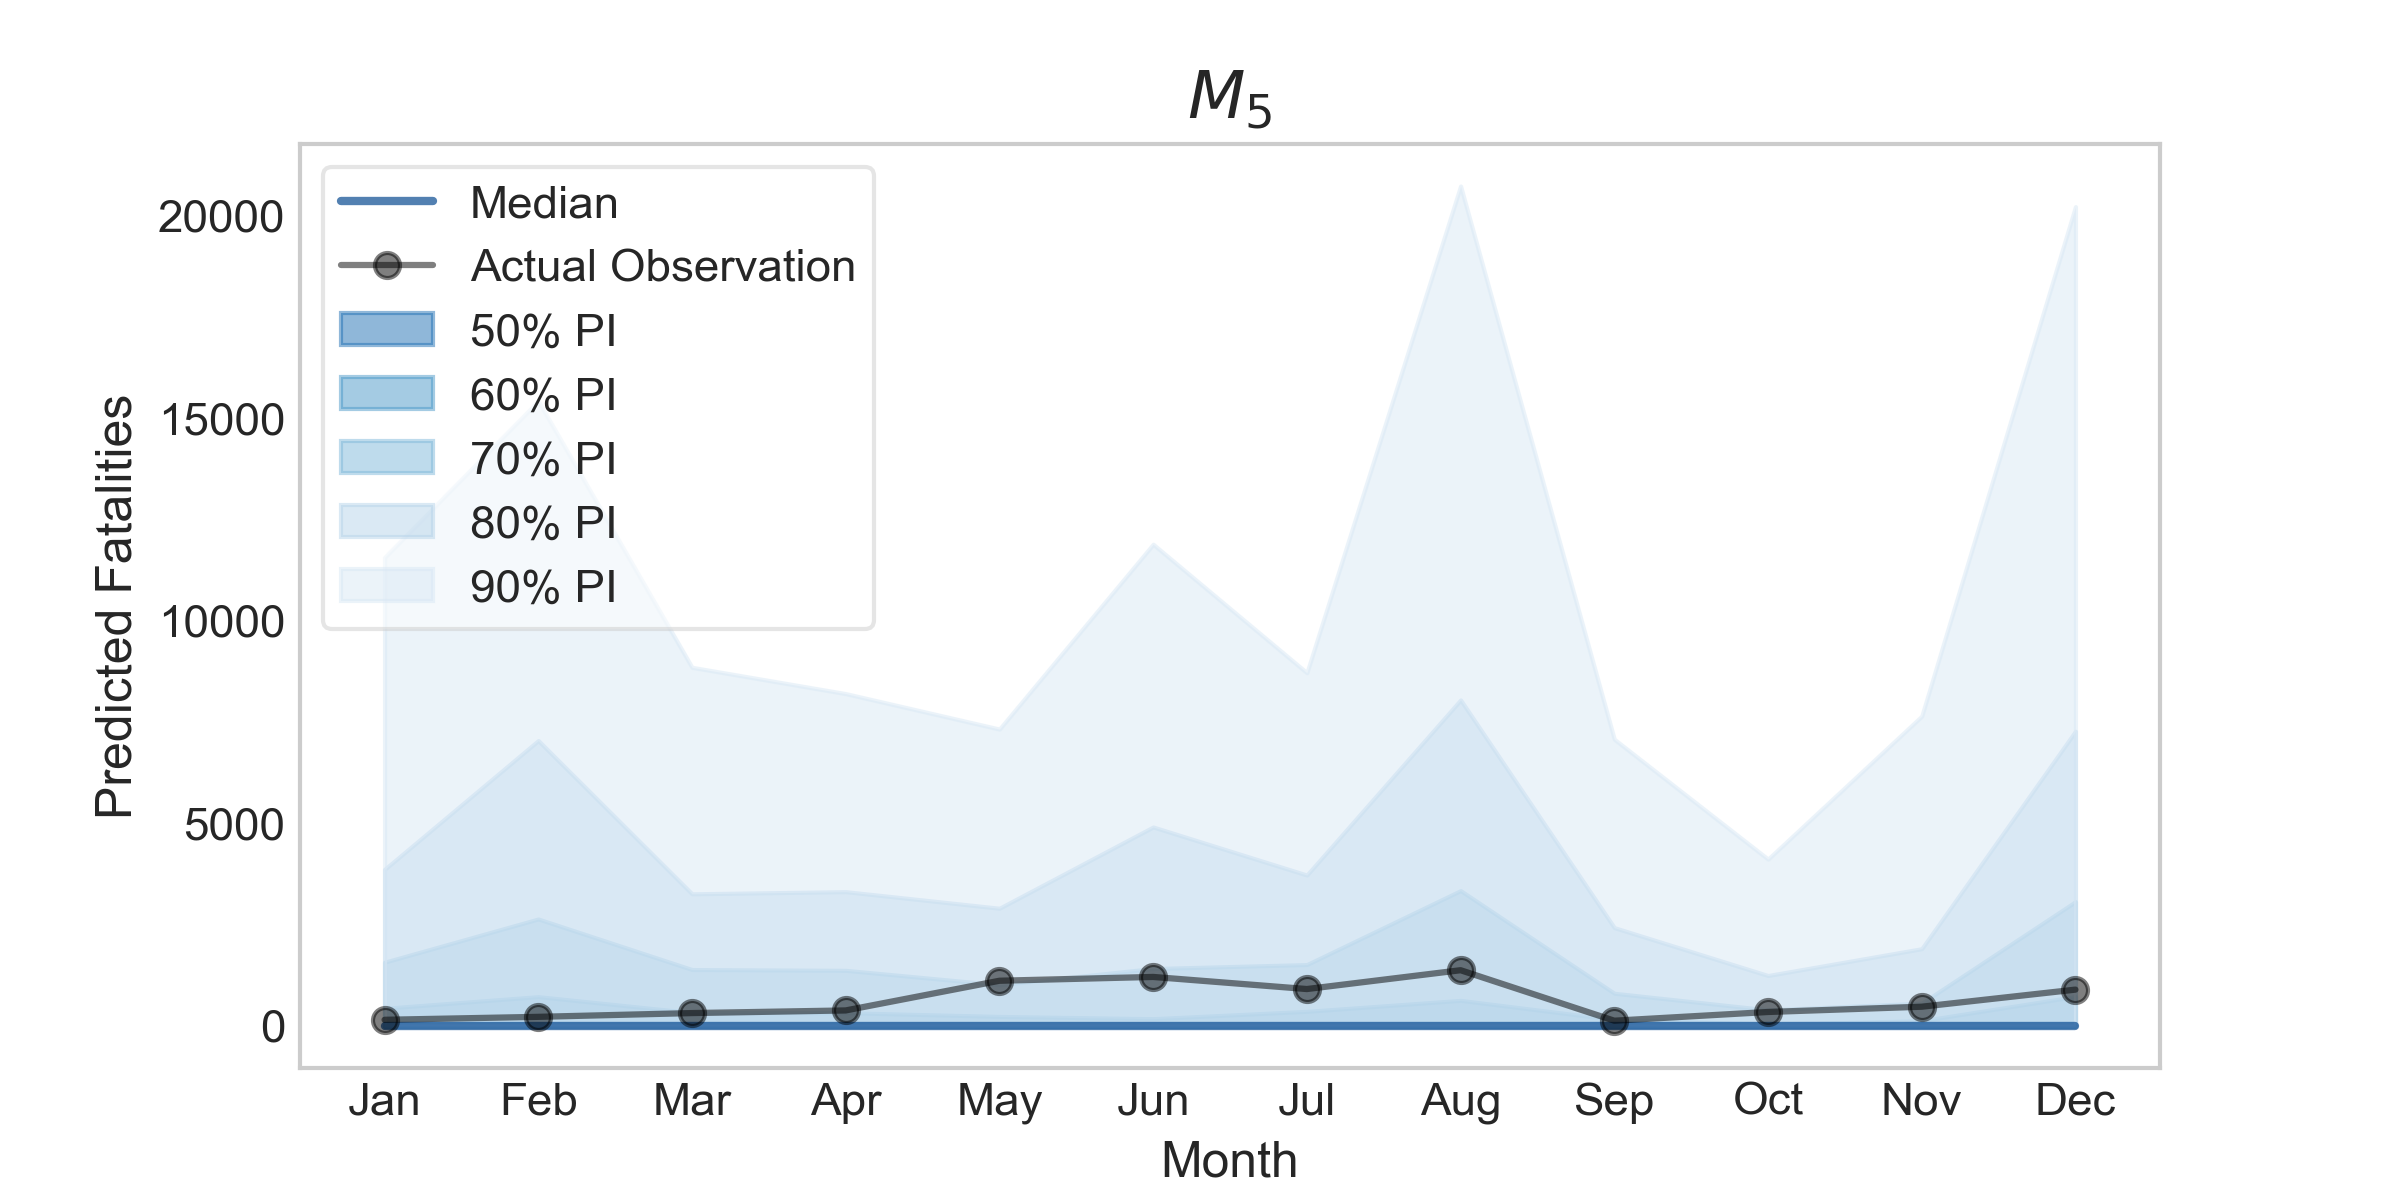 M5
20000
15000
10000
5000
0
Predicted Fatalities
Median
Actual Observation
50% PI
60% PI
70% PI
80% PI
90% PI
Jan Feb Mar Apr May Jun Jul Aug Sep Oct Nov Dec
Month